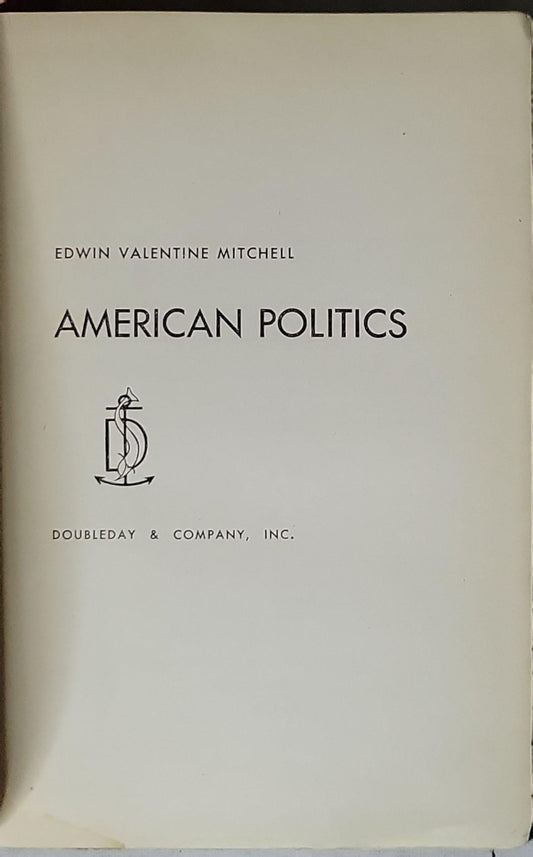 EDWIN VALENTINE MITCHELL
AMERICAN POLITICS
D
DOUBLEDAY & COMPANY, INC.